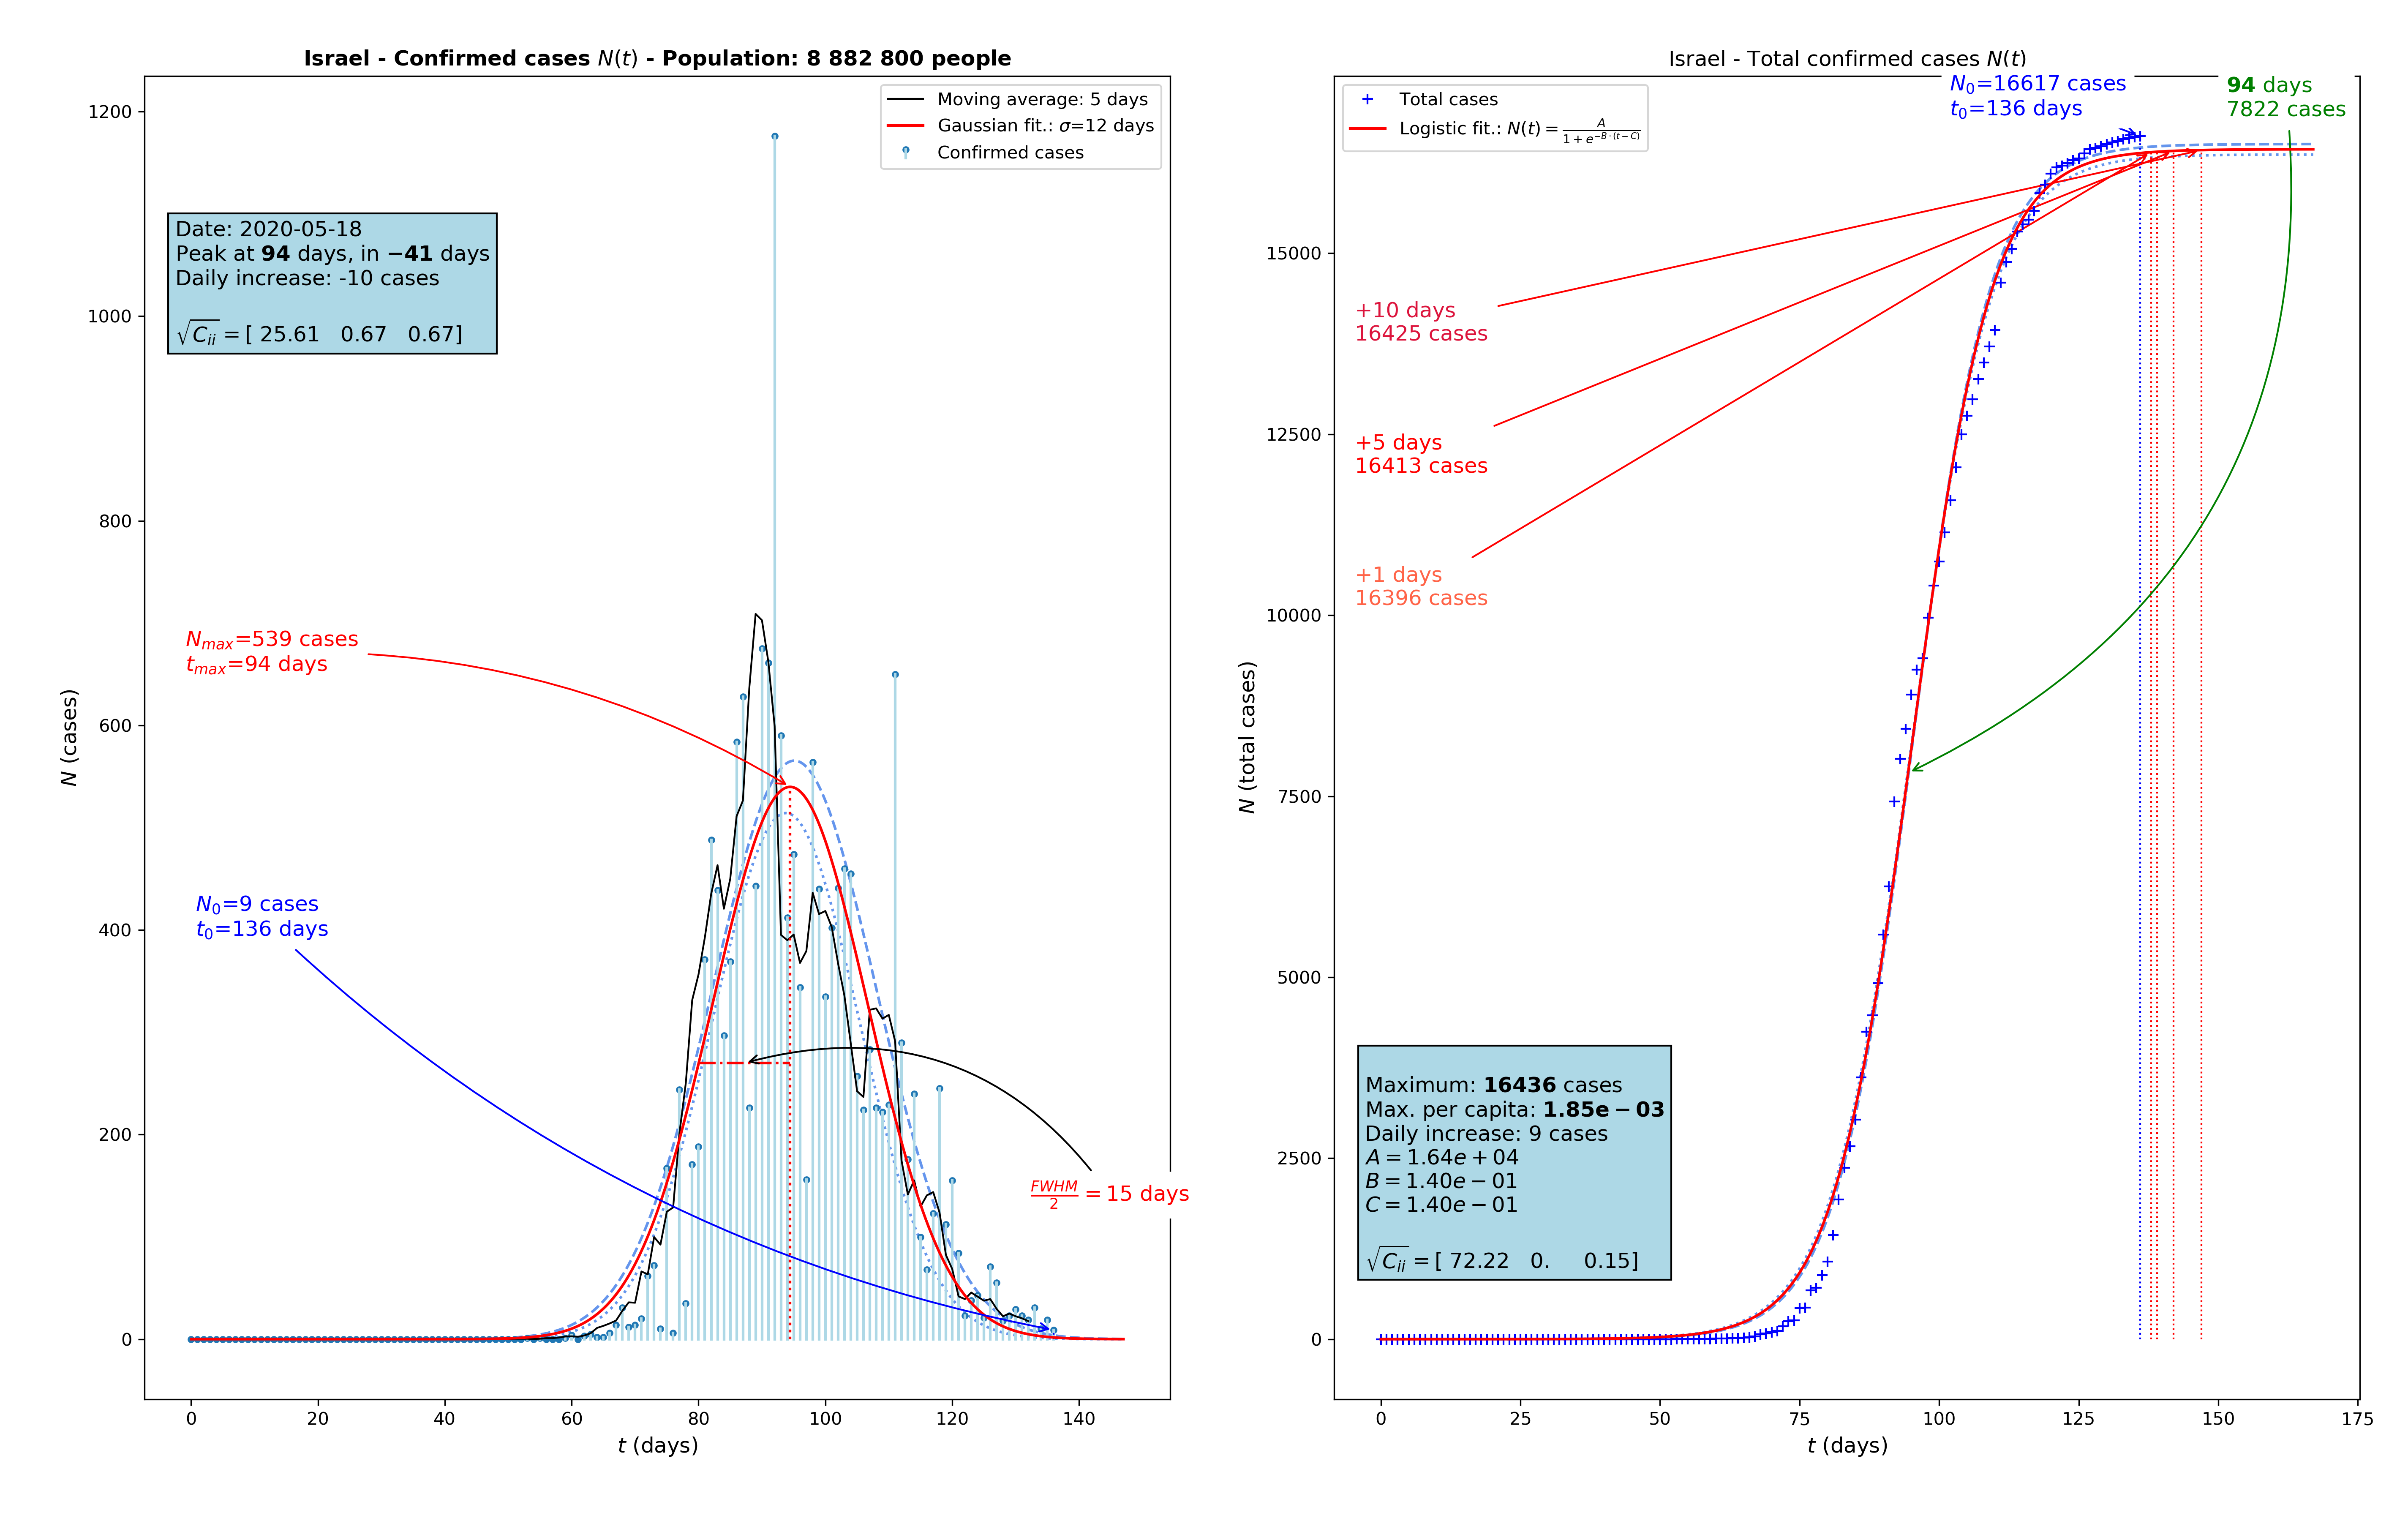 Israel - Confirmed cases N(t) - Population: 8 882 800 people
1200
1000
800
600
400
200
0
N (cases)
0 20 40 60 80 100 120 140
t (days)
Moving average: 5 days
Gaussian fit.: σ=12 days
Confirmed cases
Date: 2020-05-18
Peak at 94 days, in −41 days
Daily increase: -10 cases
√C_ii = [ 25.61 0.67 0.67]
N_max=539 cases
t_max=94 days
N_0=9 cases
t_0=136 days
FWHM/2 = 15 days
Israel - Total confirmed cases N(t)
15000
12500
10000
7500
5000
2500
0
N (total cases)
0 25 50 75 100 125 150 175
t (days)
Total cases
Logistic fit.: N(t) = A/(1+e^{−B·(t−C)})
N_0=16617 cases
t_0=136 days
94 days
7822 cases
+10 days
16425 cases
+5 days
16413 cases
+1 days
16396 cases
Maximum: 16436 cases
Max. per capita: 1.85e − 03
Daily increase: 9 cases
A = 1.64e + 04
B = 1.40e − 01
C = 1.40e − 01
√C_ii = [ 72.22 0. 0.15]